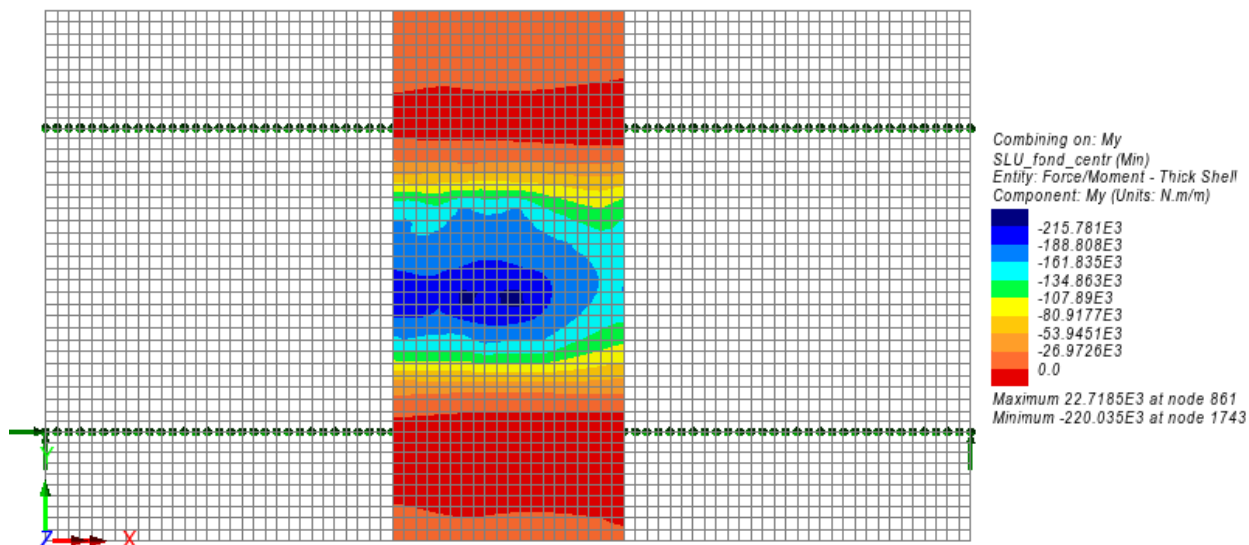 Combining on: My
SLU_fond_centr (Min)
Entity: Force/Moment - Thick Shell
Component: My (Units: N.m/m)
-215.781E3
-188.808E3
-161.835E3
-134.863E3
-107.89E3
-80.9177E3
-53.9451E3
-26.9726E3
0.0
Maximum 22.7185E3 at node 861
Minimum -220.035E3 at node 1743
Y
Z
X